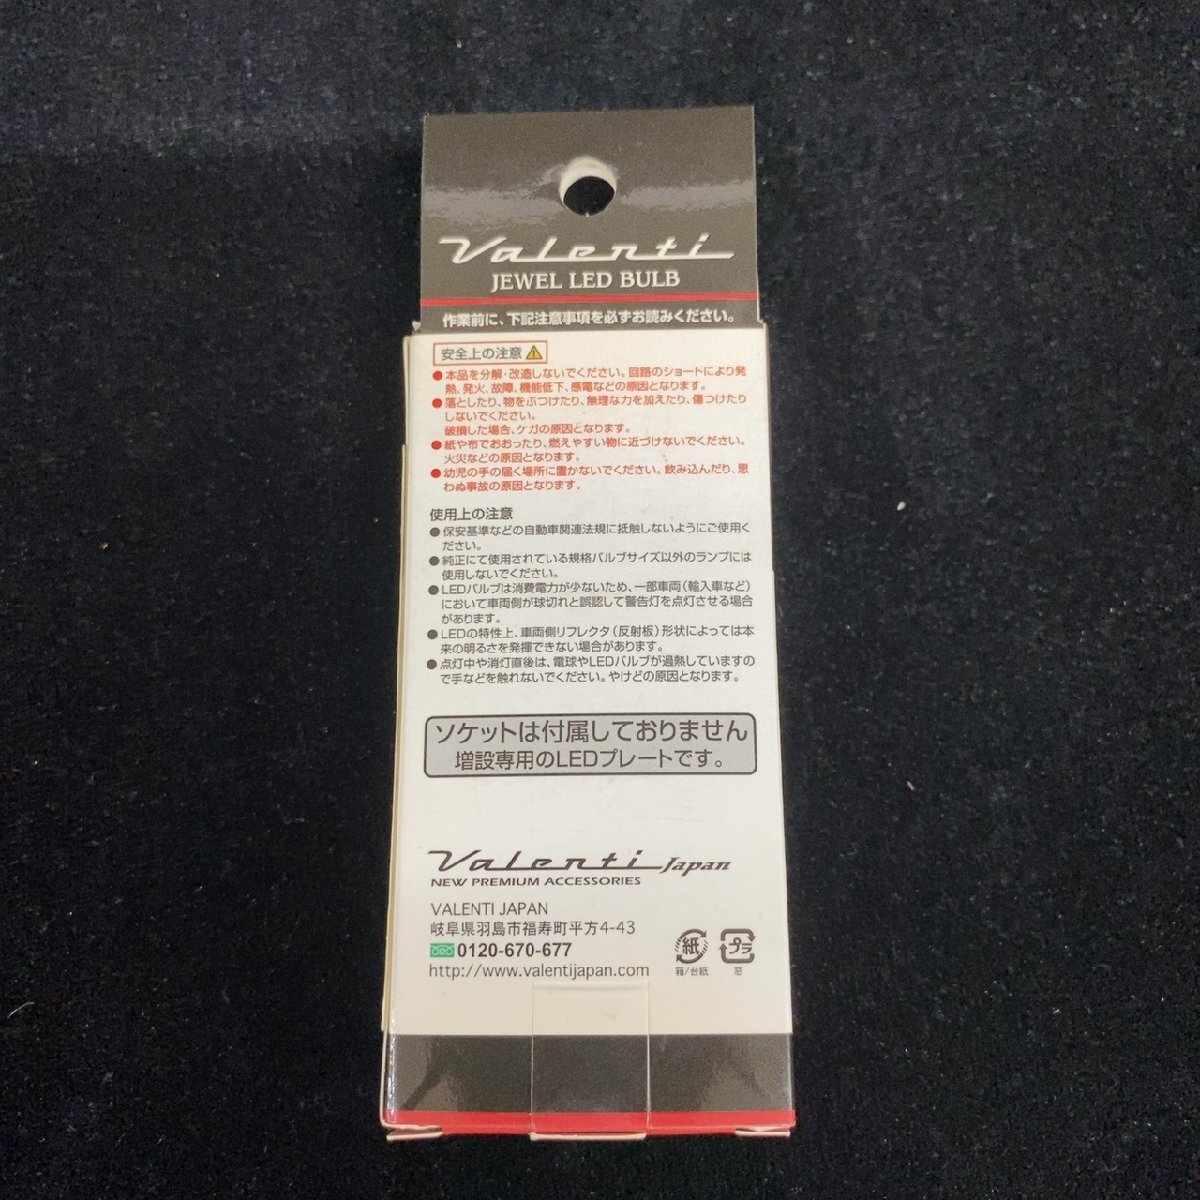 Valenti
JEWEL LED BULB
作業前に、下記注意事項を必ずお読みください。
安全上の注意
●本品を分解・改造しないでください。回路のショートにより発
熱、発火、故障、機能低下、感電などの原因となります。
●落としたり、物をぶつけたり、無理な力を加えたり、傷つけたり
しないでください。
破損した場合、ケガの原因となります。
●紙や布でおおったり、燃えやすい物に近づけないでください。
火災などの原因となります。
●幼児の手の届く場所に置かないでください。飲み込んだり、思
わぬ事故の原因となります。
使用上の注意
●保安基準などの自動車関連法規に抵触しないようにご使用く
ださい。
●純正にて使用されている規格バルブサイズ以外のランプには
使用しないでください。
●LEDバルブは消費電力が少ないため、一部車両(輸入車など)
において車両側が球切れと誤認して警告灯を点灯させる場合
があります。
●LEDの特性上、車両側リフレクタ(反射板)形状によっては本
来の明るさを発揮できない場合があります。
●点灯中や消灯直後は、電球やLEDバルブが過熱していますの
で手などを触れないでください。やけどの原因となります。
ソケットは付属しておりません
増設専用のLEDプレートです。
Valenti Japan
NEW PREMIUM ACCESSORIES
VALENTI JAPAN
岐阜県羽島市福寿町平方4-43
0120-670-677
http://www.valentijapan.com
紙
箱/台紙
プラ
窓